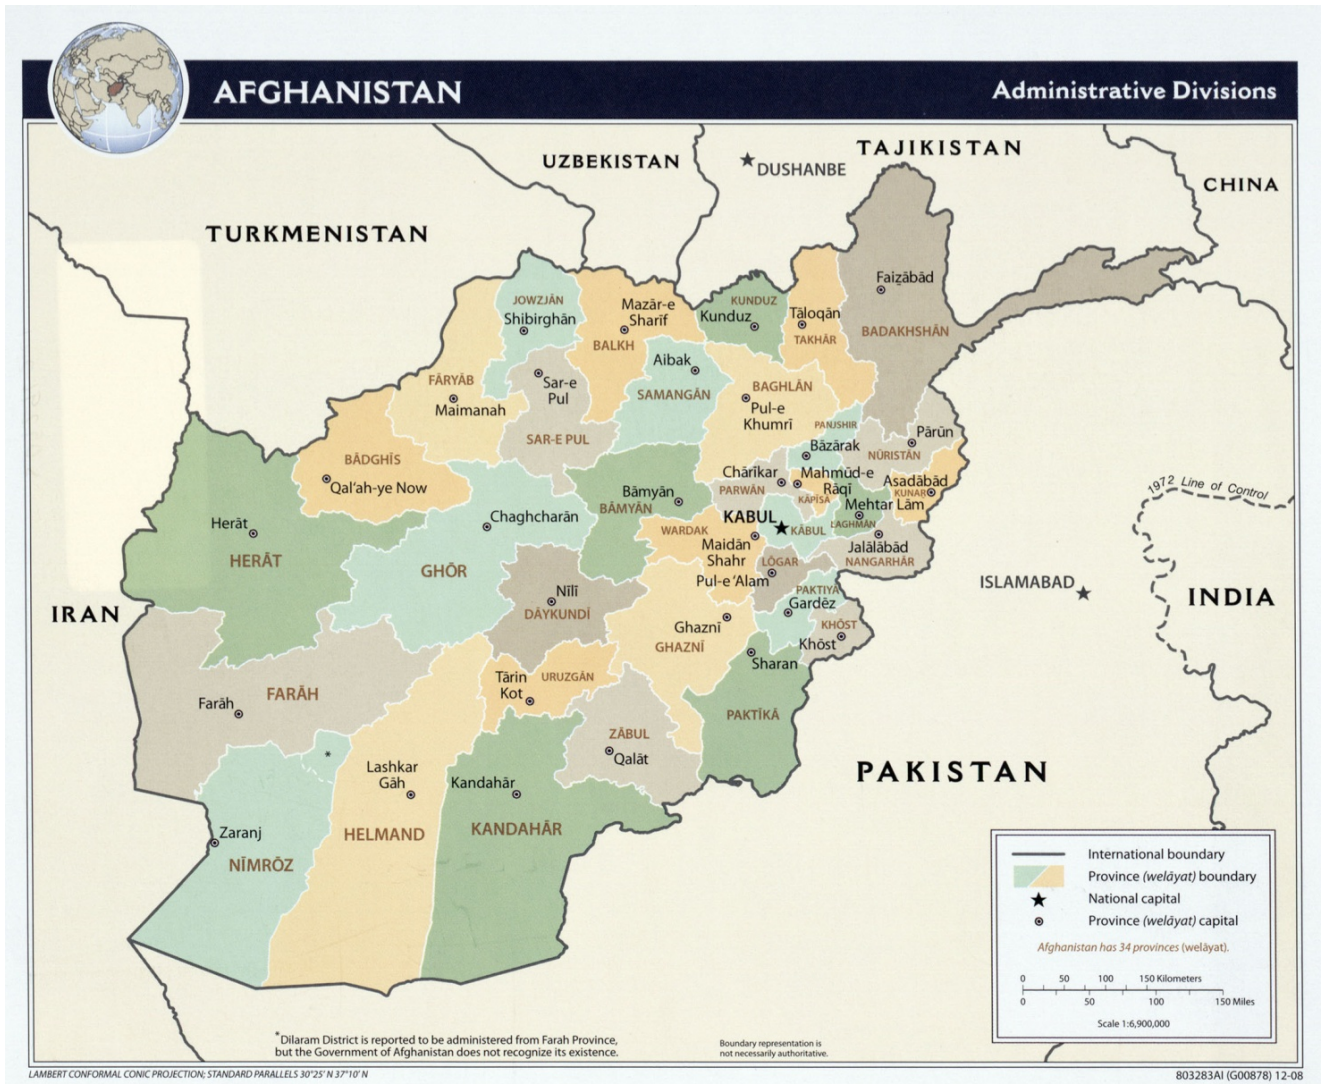 AFGHANISTAN
Administrative Divisions
UZBEKISTAN
TAJIKISTAN
DUSHANBE
CHINA
TURKMENISTAN
Faizābād
JOWZJĀN
Shibirghān
Mazār-e
Sharīf
BALKH
KUNDUZ
Kunduz
Tāloqān
TAKHĀR
BADAKHSHĀN
Aibak
SAMANGĀN
FĀRYĀB
Maimanah
Sar-e
Pul
SAR-E PUL
BAGHLĀN
Pul-e
Khumrī
PANJSHIR
Bāzārak
Pārūn
NŪRISTĀN
BĀDGHĪS
Qal'ah-ye Now
Chārīkar
PARWĀN
Mahmūd-e
Rāqī
KAPĪSA
Asadābād
KUNAR
Mehtar Lām
LAGHMĀN
1972 Line of Control
Bāmyān
BĀMYĀN
Chaghcharān
Herāt
HERĀT
GHŌR
WARDAK
KABUL
KĀBUL
Maidān
Shahr
Jalālābād
NANGARHĀR
LŌGAR
Pul-e ‘Alam
ISLAMABAD
INDIA
IRAN
Nīlī
DĀYKUNDĪ
PAKTIYĀ
Gardēz
KHŌST
Khōst
Ghaznī
GHAZNĪ
Sharan
Tārin
Kot
URUZGĀN
FARĀH
Farāh
PAKTĪKĀ
ZĀBUL
Qalāt
*
Lashkar
Gāh
Kandahār
PAKISTAN
Zaranj
NĪMRŌZ
HELMAND
KANDAHĀR
International boundary
Province (welāyat) boundary
National capital
Province (welāyat) capital
Afghanistan has 34 provinces (welāyat).
0 50 100 150 Kilometers
0 50 100 150 Miles
Scale 1:6,900,000
*Dilaram District is reported to be administered from Farah Province,
but the Government of Afghanistan does not recognize its existence.
Boundary representation is
not necessarily authoritative.
LAMBERT CONFORMAL CONIC PROJECTION; STANDARD PARALLELS 30°25' N 37°10' N
803283AI (G00878) 12-08